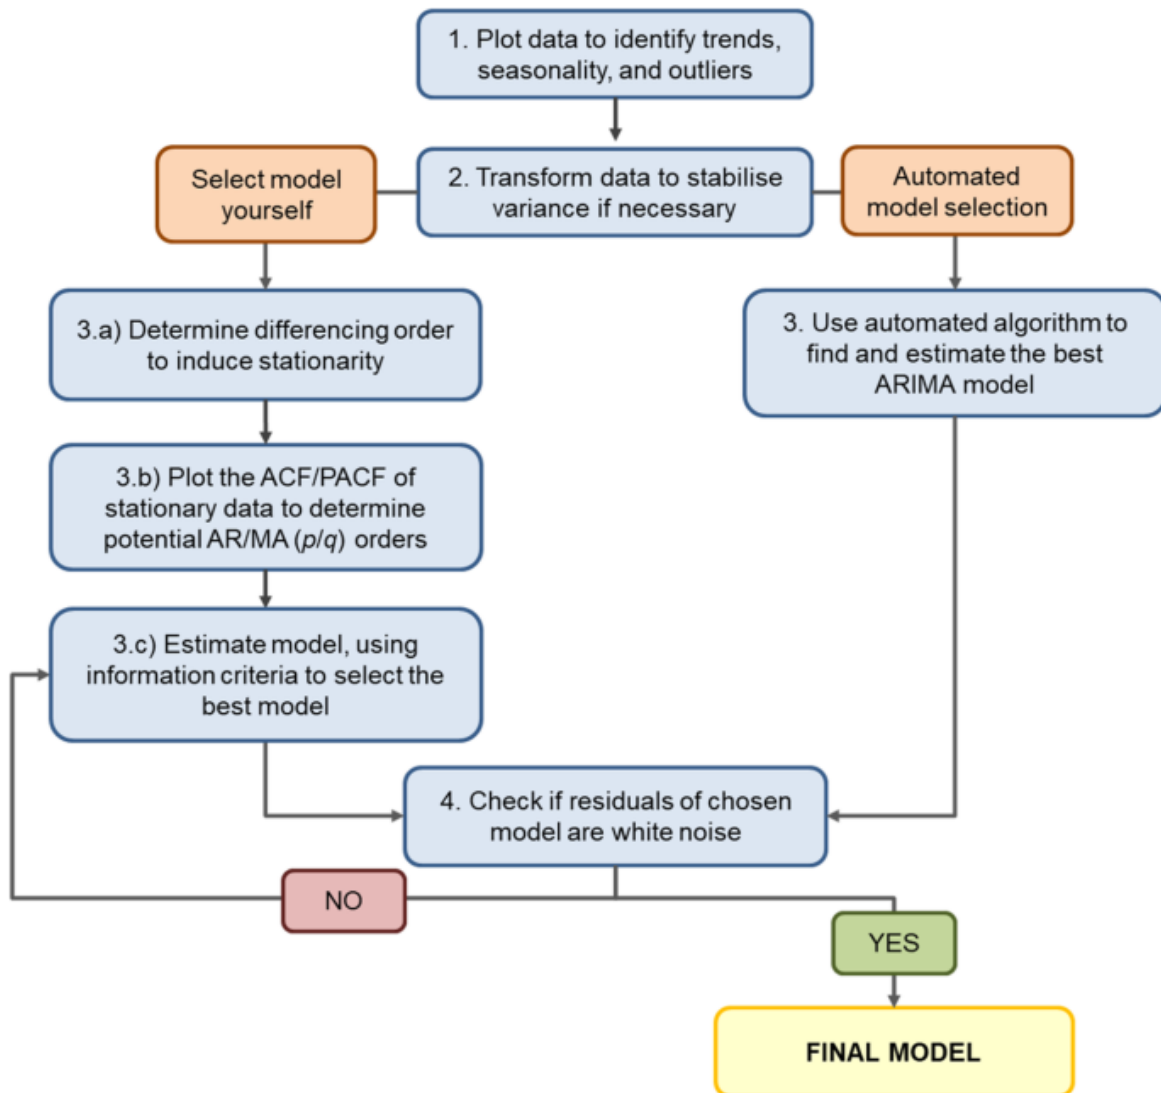 1. Plot data to identify trends,
seasonality, and outliers
Select model
yourself
2. Transform data to stabilise
variance if necessary
Automated
model selection
3.a) Determine differencing order
to induce stationarity
3. Use automated algorithm to
find and estimate the best
ARIMA model
3.b) Plot the ACF/PACF of
stationary data to determine
potential AR/MA (p/q) orders
3.c) Estimate model, using
information criteria to select the
best model
4. Check if residuals of chosen
model are white noise
NO
YES
FINAL MODEL